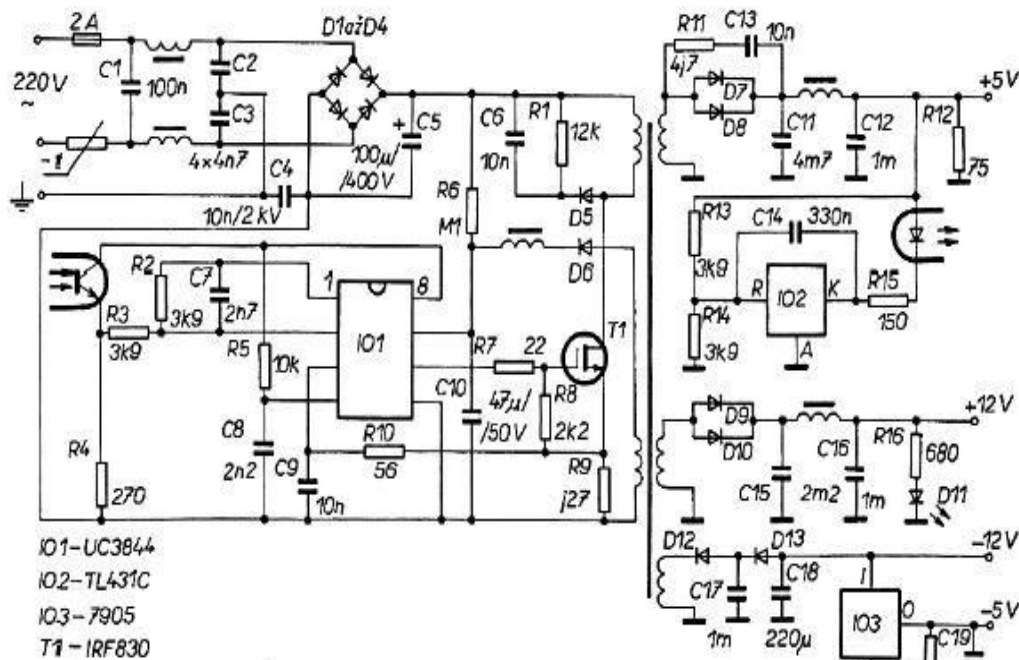 2A
D1až D4
C1
100n
C2
C3
220V
~
-t
4×4n7
C4
10n/2kV
C5
+
100µ/
/400V
C6
10n
R1
12k
D5
R6
M1
D6
R11
4j7
C13
10n
D7
D8
C11
4m7
C12
1m
R12
75
+5V
R13
3k9
C14
330n
R
IO2
K
A
R15
150
R14
3k9
R2
3k9
C7
2n7
R3
3k9
1
8
IO1
R5
10k
R7
22
T1
R8
2k2
C10
47µ/
/50V
R4
270
C8
2n2
C9
10n
R10
56
R9
j27
D9
D10
C15
2m2
C16
1m
R16
680
D11
+12V
D12
D13
-12V
C17
1m
C18
220µ
I
IO3
O
-5V
C19
IO1-UC3844
IO2-TL431C
IO3-7905
T1-IRF830